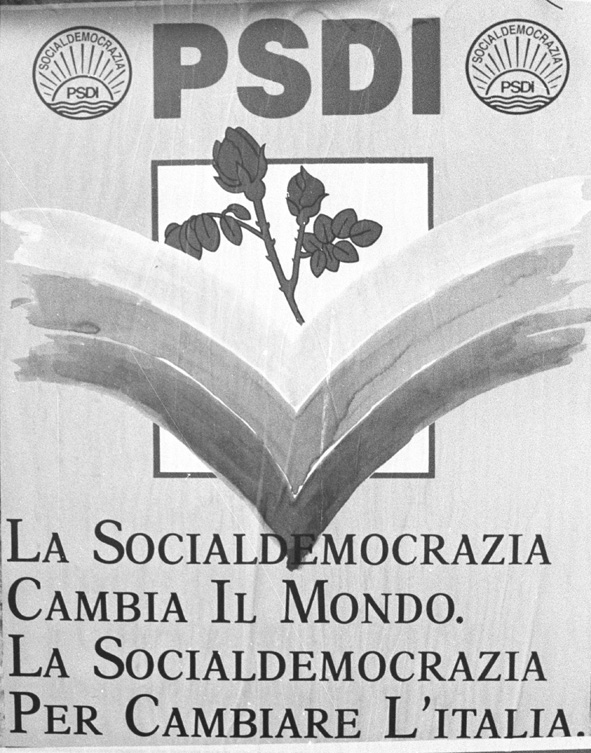 SOCIALDEMOCRAZIA
PSDI
PSDI
SOCIALDEMOCRAZIA
PSDI
LA SOCIALDEMOCRAZIA
CAMBIA IL MONDO.
LA SOCIALDEMOCRAZIA
PER CAMBIARE L'ITALIA.